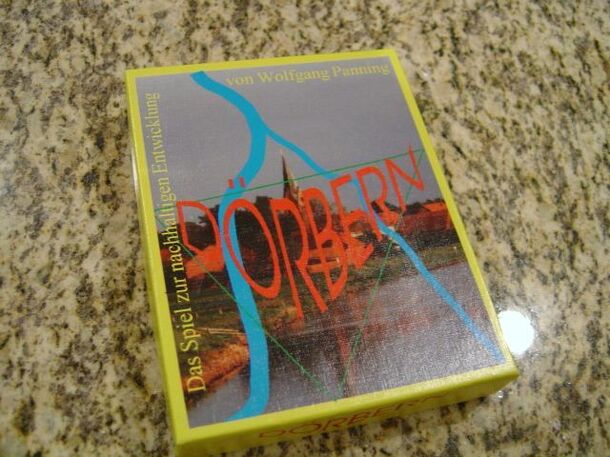 von Wolfgang Panning
Das Spiel zur nachhaltigen Entwicklung
DÖRBERN
DÖRBERN